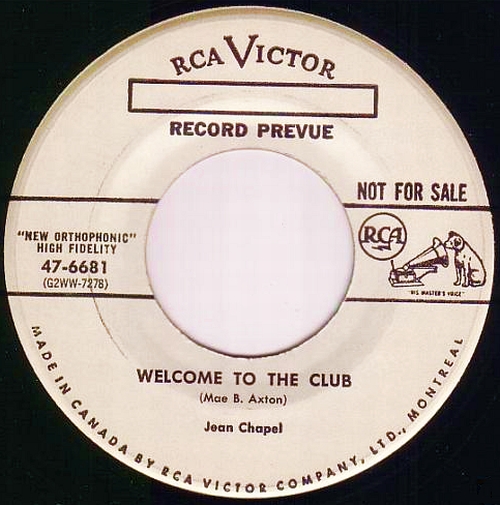 RCA VICTOR
RECORD PREVUE
NOT FOR SALE
"NEW ORTHOPHONIC"
HIGH FIDELITY
47-6681
(G2WW-7278)
RCA
"HIS MASTER'S VOICE"
WELCOME TO THE CLUB
(Mae B. Axton)
Jean Chapel
MADE IN CANADA BY RCA VICTOR COMPANY, LTD., MONTREAL